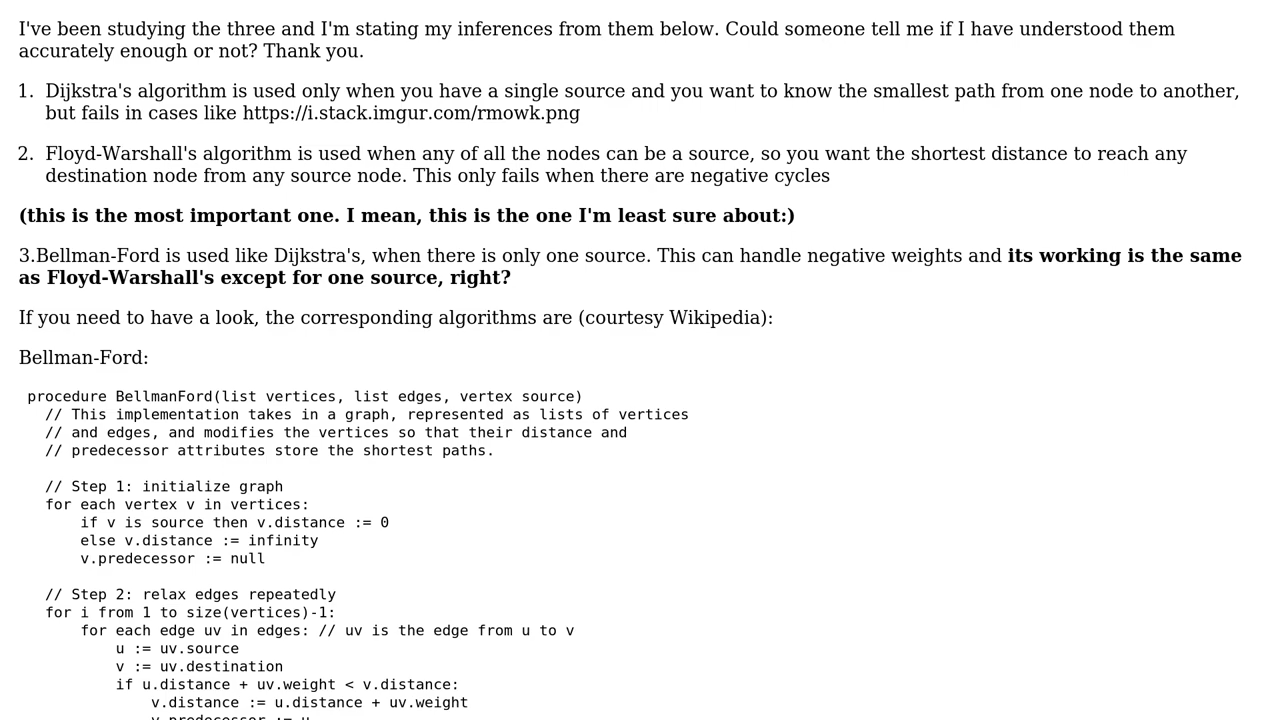 I've been studying the three and I'm stating my inferences from them below. Could someone tell me if I have understood them
accurately enough or not? Thank you.
1. Dijkstra's algorithm is used only when you have a single source and you want to know the smallest path from one node to another,
but fails in cases like https://i.stack.imgur.com/rmowk.png
2. Floyd-Warshall's algorithm is used when any of all the nodes can be a source, so you want the shortest distance to reach any
destination node from any source node. This only fails when there are negative cycles
(this is the most important one. I mean, this is the one I'm least sure about:)
3.Bellman-Ford is used like Dijkstra's, when there is only one source. This can handle negative weights and its working is the same
as Floyd-Warshall's except for one source, right?
If you need to have a look, the corresponding algorithms are (courtesy Wikipedia):
Bellman-Ford:
procedure BellmanFord(list vertices, list edges, vertex source)
// This implementation takes in a graph, represented as lists of vertices
// and edges, and modifies the vertices so that their distance and
// predecessor attributes store the shortest paths.
// Step 1: initialize graph
for each vertex v in vertices:
if v is source then v.distance := 0
else v.distance := infinity
v.predecessor := null
// Step 2: relax edges repeatedly
for i from 1 to size(vertices)-1:
for each edge uv in edges: // uv is the edge from u to v
u := uv.source
v := uv.destination
if u.distance + uv.weight < v.distance:
v.distance := u.distance + uv.weight
v.predecessor := u